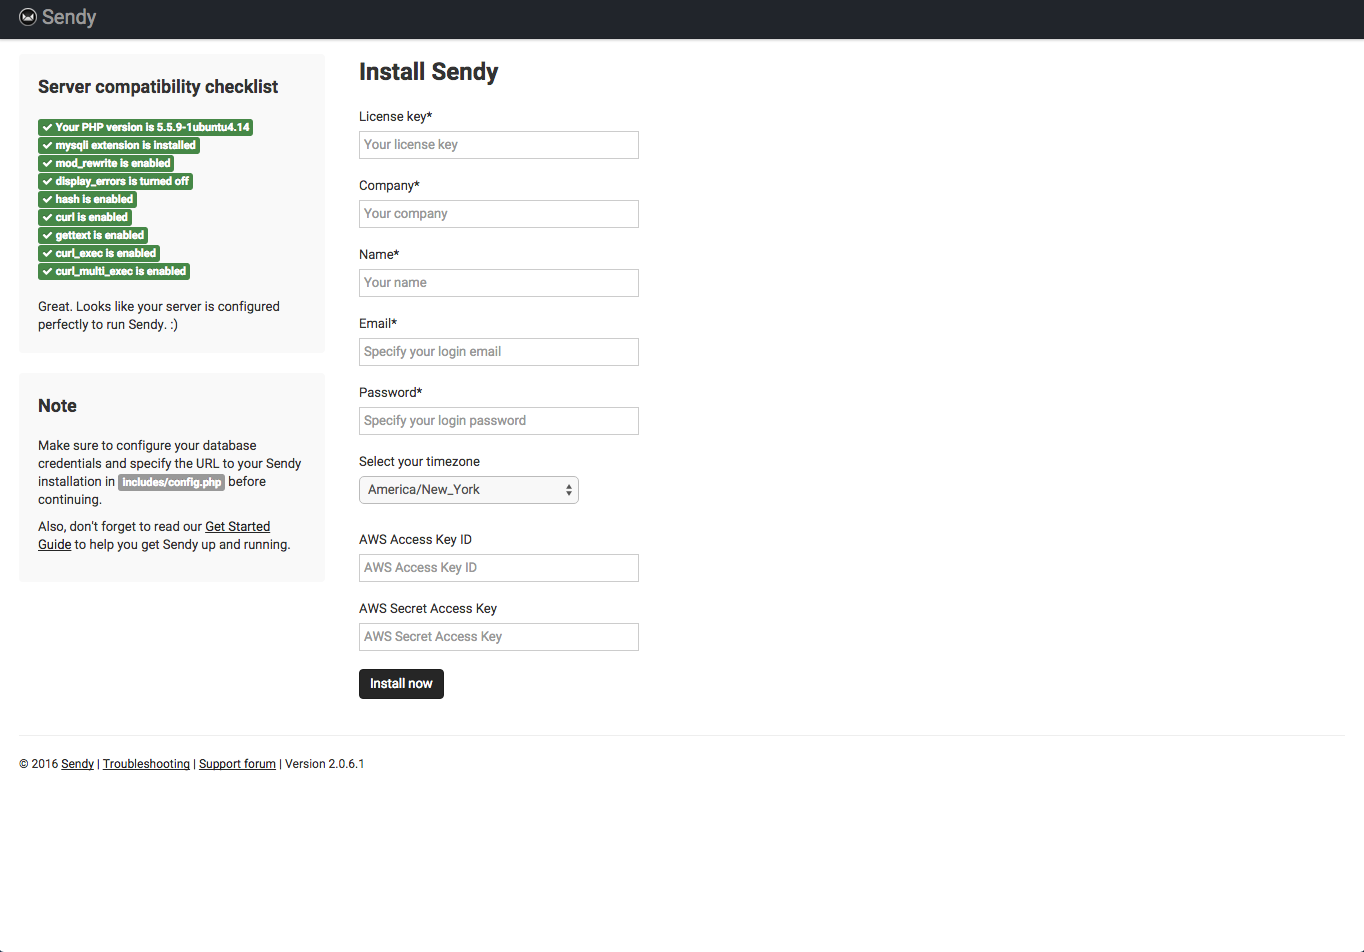 Sendy
Server compatibility checklist
Your PHP version is 5.5.9-1ubuntu4.14
mysqli extension is installed
mod_rewrite is enabled
display_errors is turned off
hash is enabled
curl is enabled
gettext is enabled
curl_exec is enabled
curl_multi_exec is enabled
Great. Looks like your server is configured
perfectly to run Sendy. :)
Note
Make sure to configure your database
credentials and specify the URL to your Sendy
installation in includes/config.php before
continuing.
Also, don't forget to read our Get Started
Guide to help you get Sendy up and running.
Install Sendy
License key*
Your license key
Company*
Your company
Name*
Your name
Email*
Specify your login email
Password*
Specify your login password
Select your timezone
America/New_York
AWS Access Key ID
AWS Access Key ID
AWS Secret Access Key
AWS Secret Access Key
Install now
© 2016 Sendy | Troubleshooting | Support forum | Version 2.0.6.1